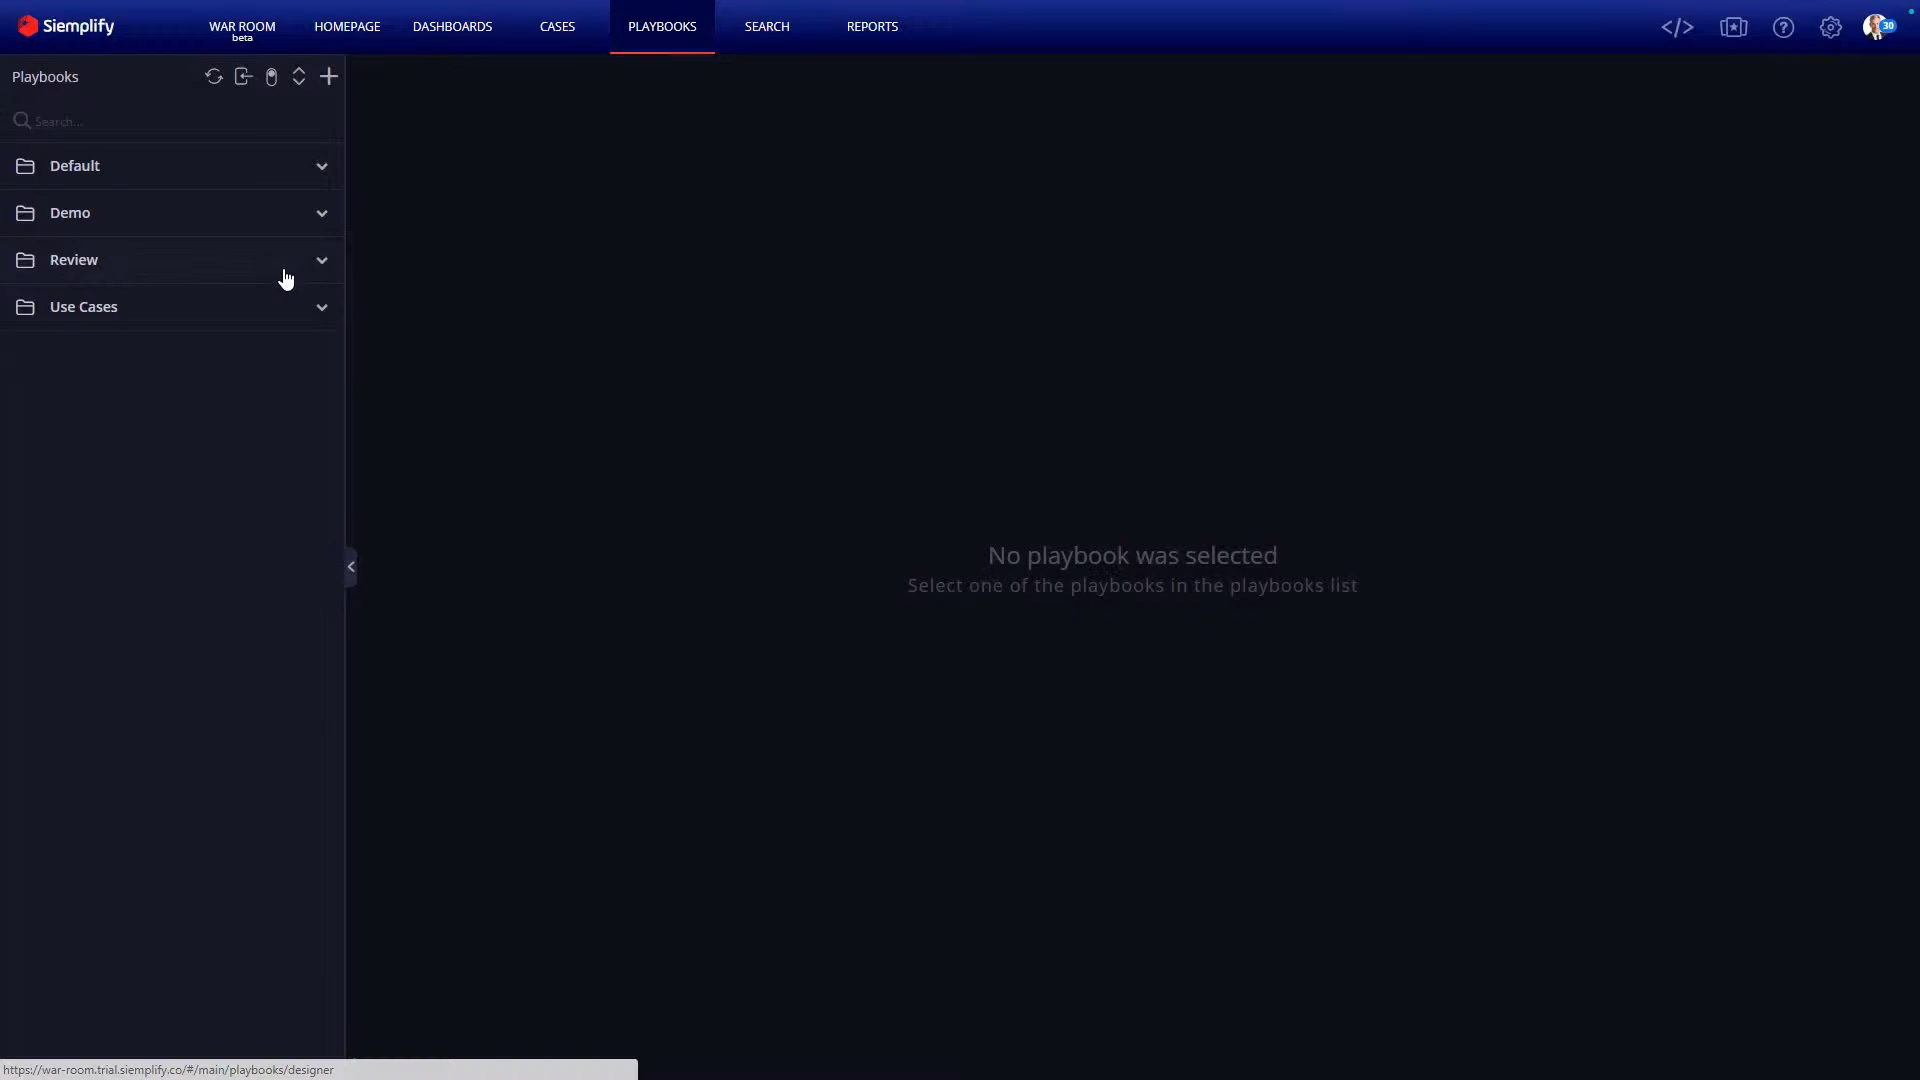 Siemplify
WAR ROOM
beta
HOMEPAGE
DASHBOARDS
CASES
PLAYBOOKS
SEARCH
REPORTS
30
Playbooks
Search...
Default
Demo
Review
Use Cases
No playbook was selected
Select one of the playbooks in the playbooks list
https://war-room.trial.siemplify.co/#/main/playbooks/designer